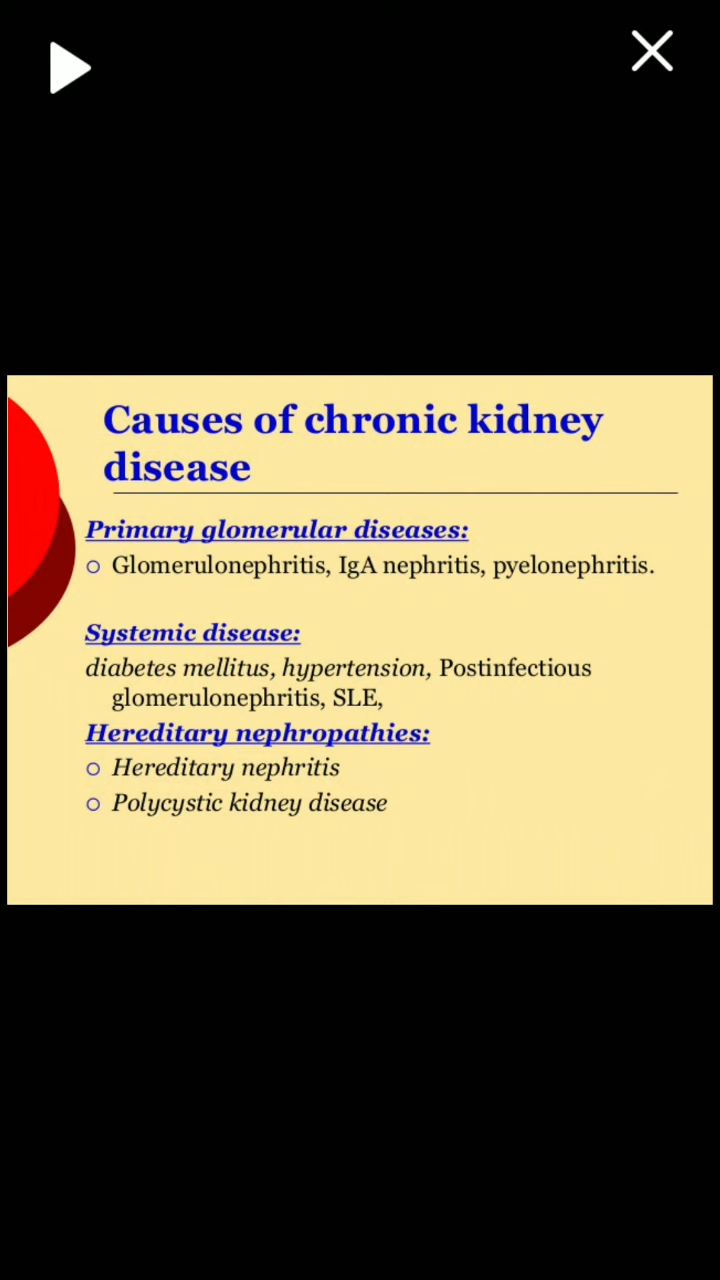 Causes of chronic kidney
disease
Primary glomerular diseases:
Glomerulonephritis, IgA nephritis, pyelonephritis.
Systemic disease:
diabetes mellitus, hypertension, Postinfectious
glomerulonephritis, SLE,
Hereditary nephropathies:
Hereditary nephritis
Polycystic kidney disease